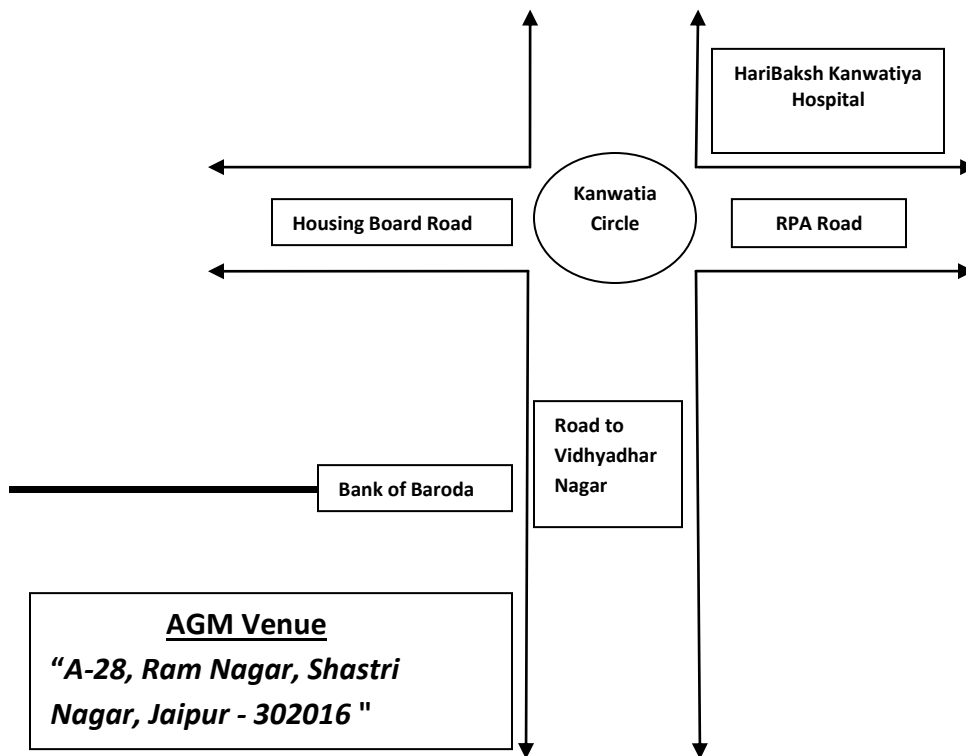 HariBaksh Kanwatiya
Hospital
Kanwatia
Circle
Housing Board Road
RPA Road
Road to
Vidhyadhar
Nagar
Bank of Baroda
AGM Venue
“A-28, Ram Nagar, Shastri
Nagar, Jaipur - 302016 "